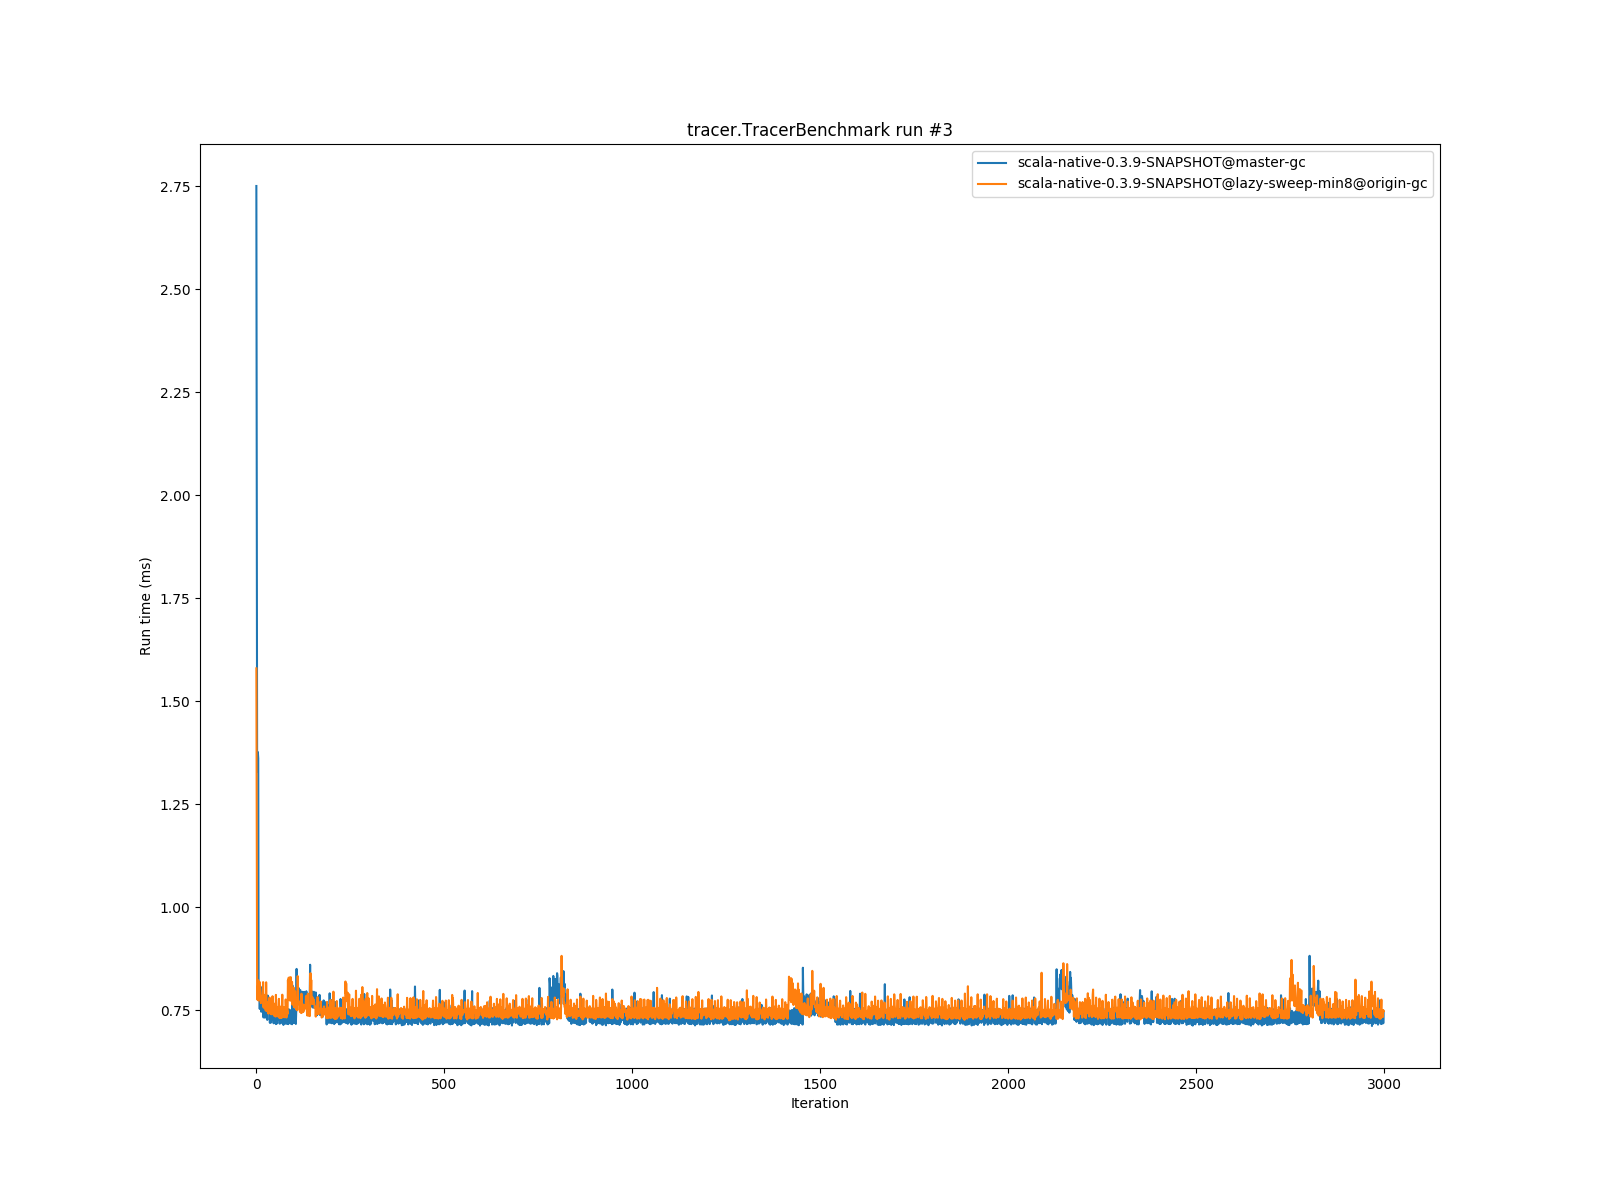 tracer.TracerBenchmark run #3
scala-native-0.3.9-SNAPSHOT@master-gc
scala-native-0.3.9-SNAPSHOT@lazy-sweep-min8@origin-gc
2.75
2.50
2.25
2.00
1.75
1.50
1.25
1.00
0.75
Run time (ms)
0 500 1000 1500 2000 2500 3000
Iteration